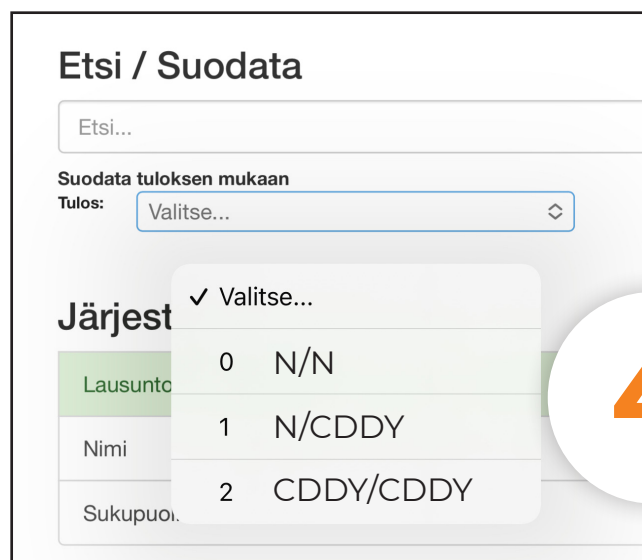 Etsi / Suodata
Etsi...
Suodata tuloksen mukaan
Tulos: Valitse...
✓ Valitse...
Järjest
0 N/N
Lausunto
1 N/CDDY
Nimi
2 CDDY/CDDY
Sukupuol